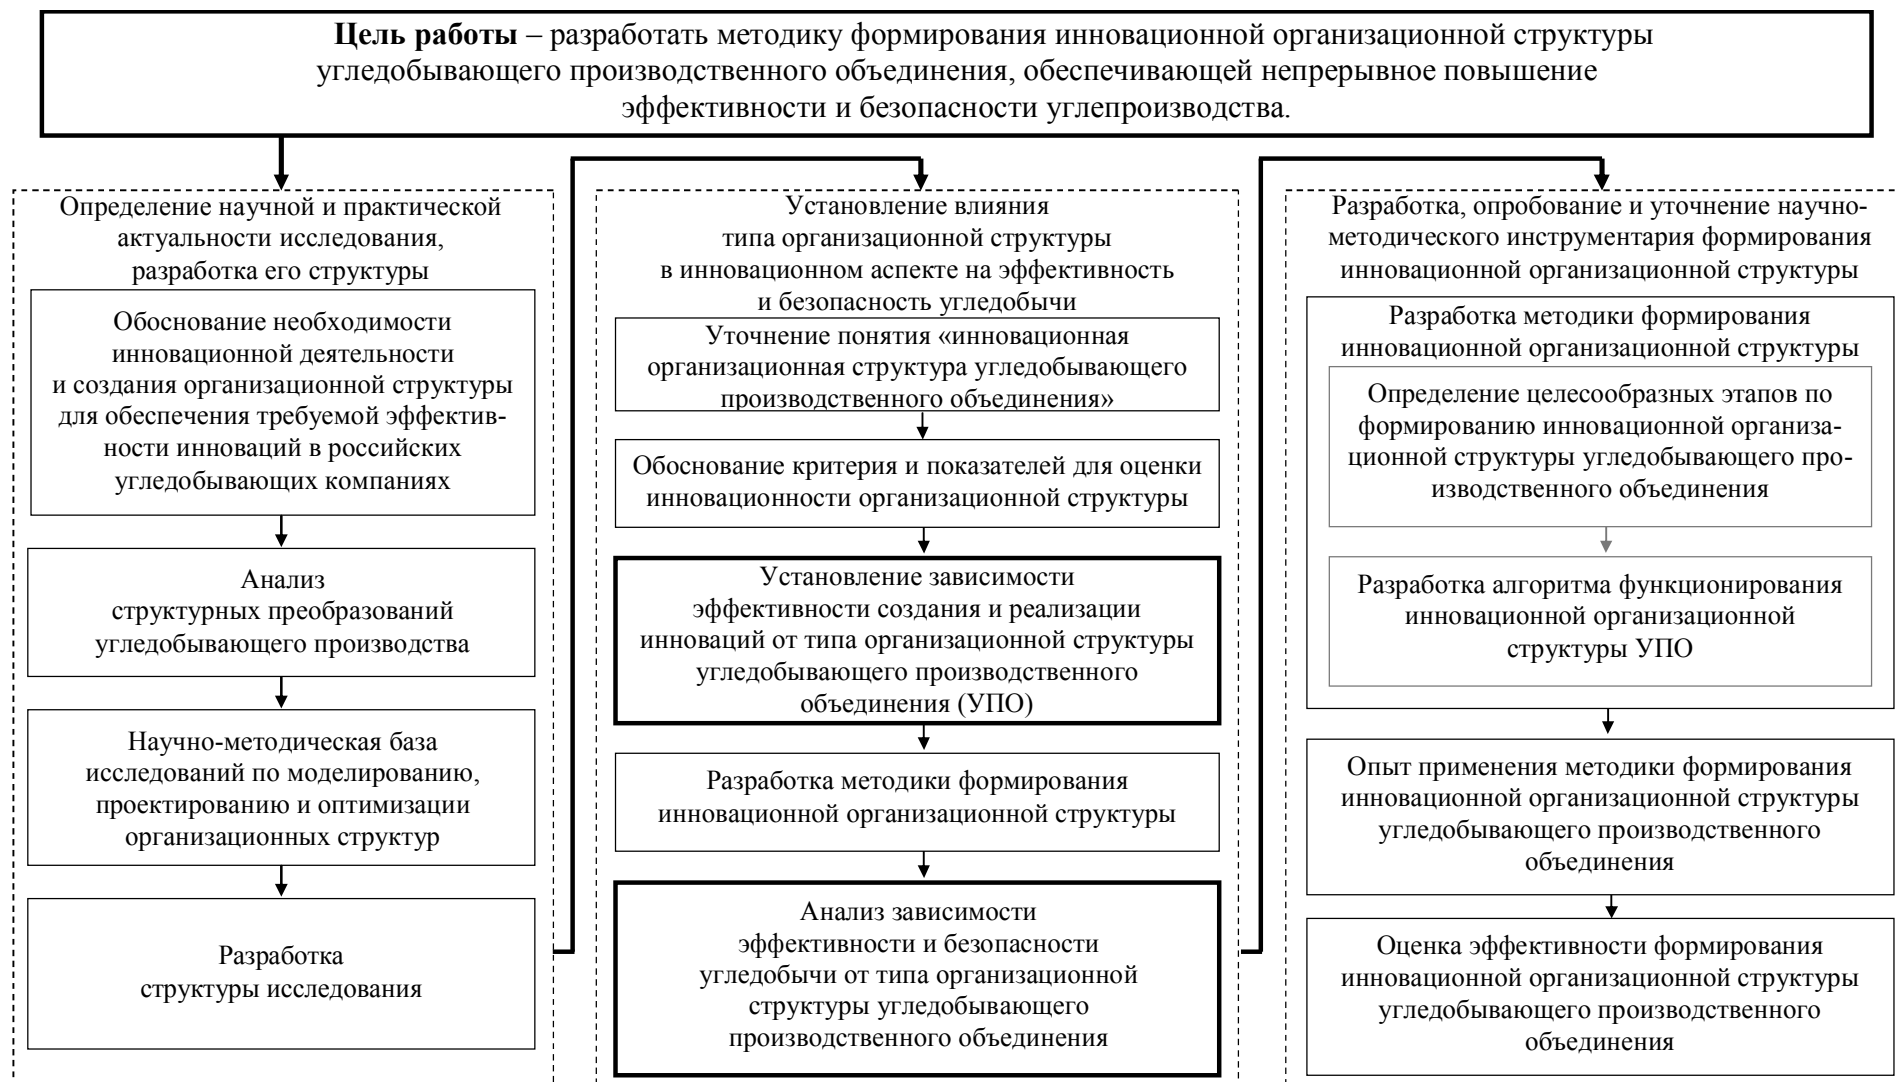 Цель работы – разработать методику формирования инновационной организационной структуры
угледобывающего производственного объединения, обеспечивающей непрерывное повышение
эффективности и безопасности углепроизводства.
Определение научной и практической
актуальности исследования,
разработка его структуры
Обоснование необходимости
инновационной деятельности
и создания организационной структуры
для обеспечения требуемой эффектив-
ности инноваций в российских
угледобывающих компаниях
Анализ
структурных преобразований
угледобывающего производства
Научно-методическая база
исследований по моделированию,
проектированию и оптимизации
организационных структур
Разработка
структуры исследования
Установление влияния
типа организационной структуры
в инновационном аспекте на эффективность
и безопасность угледобычи
Уточнение понятия «инновационная
организационная структура угледобывающего
производственного объединения»
Обоснование критерия и показателей для оценки
инновационности организационной структуры
Установление зависимости
эффективности создания и реализации
инноваций от типа организационной структуры
угледобывающего производственного
объединения (УПО)
Разработка методики формирования
инновационной организационной структуры
Анализ зависимости
эффективности и безопасности
угледобычи от типа организационной
структуры угледобывающего
производственного объединения
Разработка, опробование и уточнение научно-
методического инструментария формирования
инновационной организационной структуры
Разработка методики формирования
инновационной организационной структуры
Определение целесообразных этапов по
формированию инновационной организа-
ционной структуры угледобывающего про-
изводственного объединения
Разработка алгоритма функционирования
инновационной организационной
структуры УПО
Опыт применения методики формирования
инновационной организационной структуры
угледобывающего производственного
объединения
Оценка эффективности формирования
инновационной организационной структуры
угледобывающего производственного
объединения